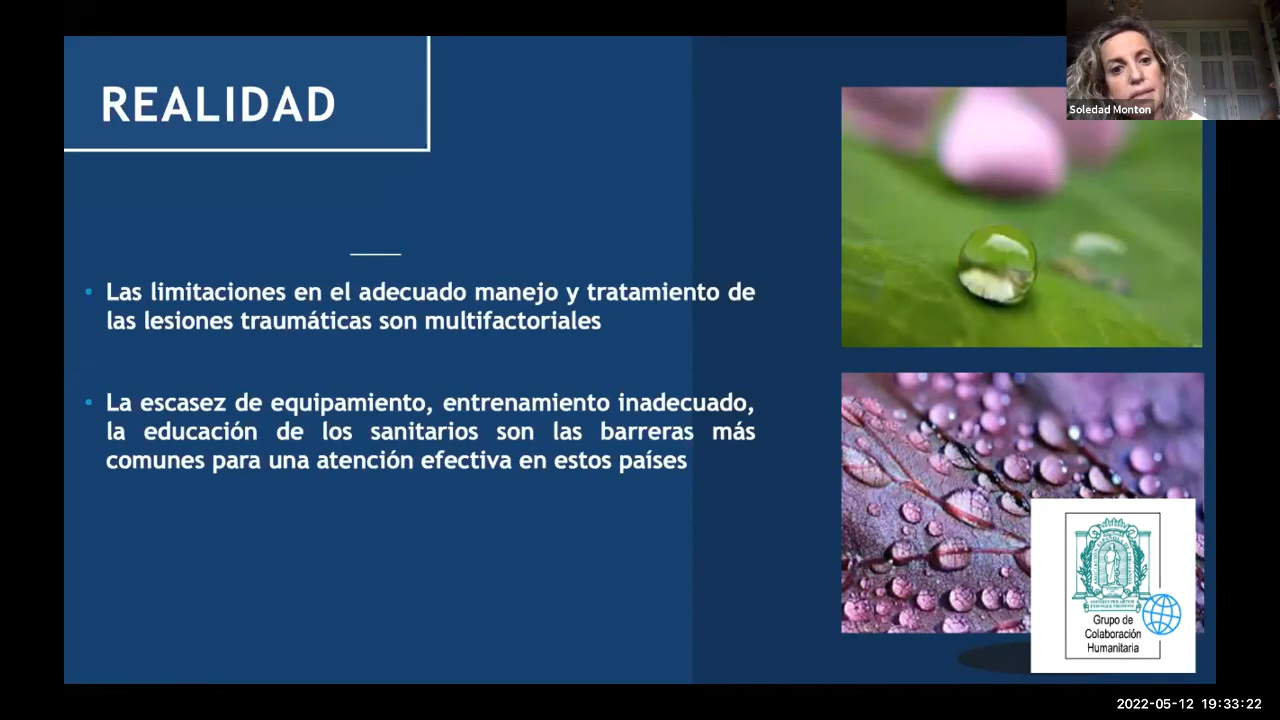 REALIDAD
Soledad Monton
Las limitaciones en el adecuado manejo y tratamiento de
las lesiones traumáticas son multifactoriales
La escasez de equipamiento, entrenamiento inadecuado,
la educación de los sanitarios son las barreras más
comunes para una atención efectiva en estos países
Grupo de
Colaboración
Humanitaria
2022-05-12 19:33:22